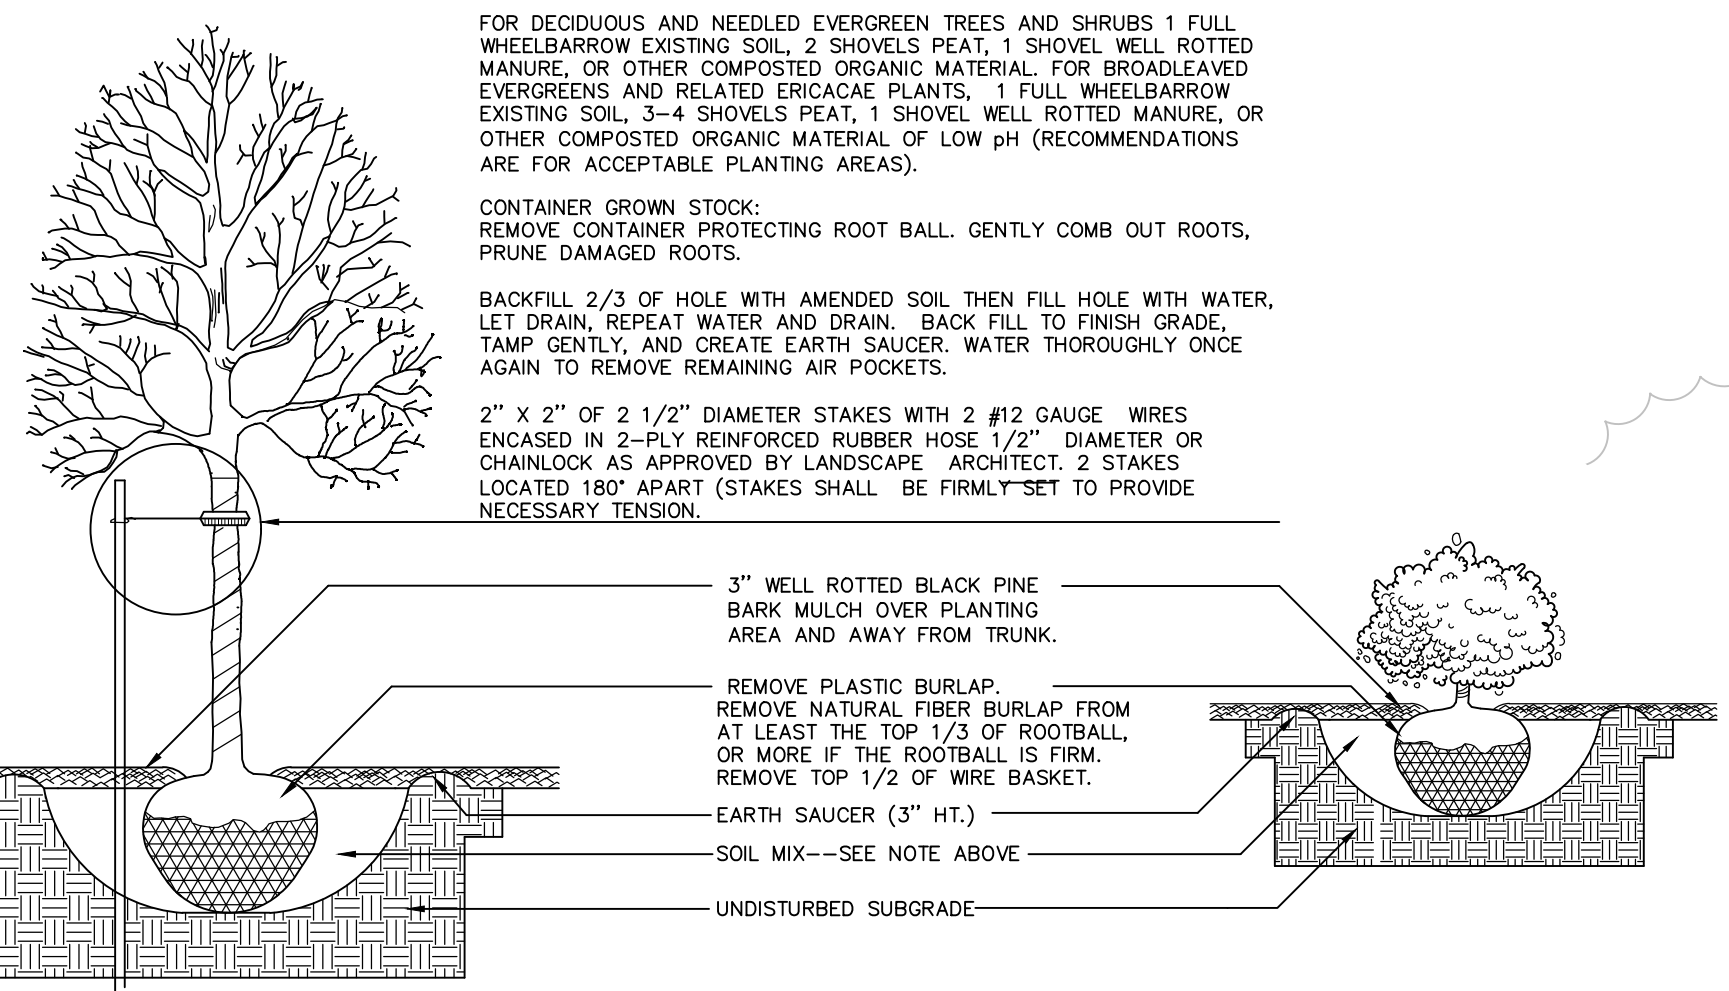 FOR DECIDUOUS AND NEEDLED EVERGREEN TREES AND SHRUBS 1 FULL
WHEELBARROW EXISTING SOIL, 2 SHOVELS PEAT, 1 SHOVEL WELL ROTTED
MANURE, OR OTHER COMPOSTED ORGANIC MATERIAL. FOR BROADLEAVED
EVERGREENS AND RELATED ERICACAE PLANTS, 1 FULL WHEELBARROW
EXISTING SOIL, 3–4 SHOVELS PEAT, 1 SHOVEL WELL ROTTED MANURE, OR
OTHER COMPOSTED ORGANIC MATERIAL OF LOW pH (RECOMMENDATIONS
ARE FOR ACCEPTABLE PLANTING AREAS).
CONTAINER GROWN STOCK:
REMOVE CONTAINER PROTECTING ROOT BALL. GENTLY COMB OUT ROOTS,
PRUNE DAMAGED ROOTS.
BACKFILL 2/3 OF HOLE WITH AMENDED SOIL THEN FILL HOLE WITH WATER,
LET DRAIN, REPEAT WATER AND DRAIN. BACK FILL TO FINISH GRADE,
TAMP GENTLY, AND CREATE EARTH SAUCER. WATER THOROUGHLY ONCE
AGAIN TO REMOVE REMAINING AIR POCKETS.
2” X 2” OF 2 1/2” DIAMETER STAKES WITH 2 #12 GAUGE WIRES
ENCASED IN 2–PLY REINFORCED RUBBER HOSE 1/2” DIAMETER OR
CHAINLOCK AS APPROVED BY LANDSCAPE ARCHITECT. 2 STAKES
LOCATED 180° APART (STAKES SHALL BE FIRMLY SET TO PROVIDE
NECESSARY TENSION.
3” WELL ROTTED BLACK PINE
BARK MULCH OVER PLANTING
AREA AND AWAY FROM TRUNK.
REMOVE PLASTIC BURLAP.
REMOVE NATURAL FIBER BURLAP FROM
AT LEAST THE TOP 1/3 OF ROOTBALL,
OR MORE IF THE ROOTBALL IS FIRM.
REMOVE TOP 1/2 OF WIRE BASKET.
EARTH SAUCER (3” HT.)
SOIL MIX––SEE NOTE ABOVE
UNDISTURBED SUBGRADE